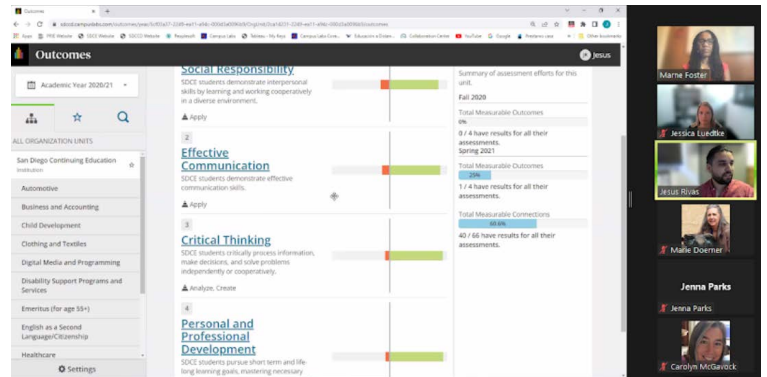 Outcomes
Outcomes
Jesus
Academic Year 2020/21
ALL ORGANIZATION UNITS
San Diego Continuing Education
Institution
Automotive
Business and Accounting
Child Development
Clothing and Textiles
Digital Media and Programming
Disability Support Programs and
Services
Emeritus (for age 55+)
English as a Second
Language/Citizenship
Healthcare
Settings
Social Responsibility
SDCE students demonstrate interpersonal
skills by learning and working cooperatively
in a diverse environment.
Apply
2
Effective
Communication
SDCE students demonstrate effective
communication skills.
Apply
3
Critical Thinking
SDCE students critically process information,
make decisions, and solve problems
independently or cooperatively.
Analyze, Create
4
Personal and
Professional
Development
SDCE students pursue short term and life-
long learning goals, mastering necessary
Summary of assessment efforts for this
unit.
Fall 2020
Total Measurable Outcomes
0%
0 / 4 have results for all their
assessments.
Spring 2021
Total Measurable Outcomes
25%
1 / 4 have results for all their
assessments.
Total Measurable Connections
60.6%
40 / 66 have results for all their
assessments.
Marne Foster
Jessica Luedtke
Jesus Rivas
Marie Doerner
Jenna Parks
Jenna Parks
Carolyn McGavock